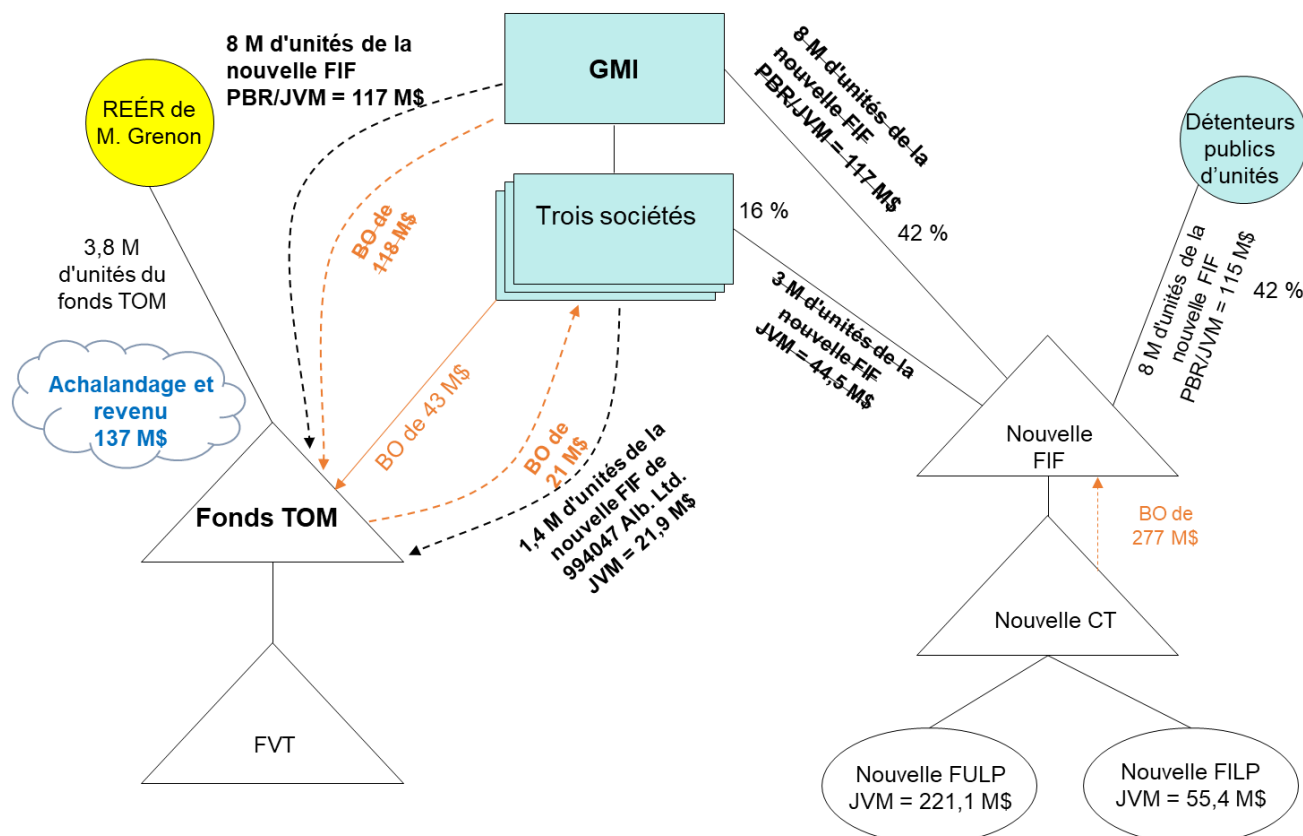 8 M d'unités de la
nouvelle FIF
PBR/JVM = 117 M$
GMI
8 M d'unités de la
nouvelle FIF
PBR/JVM = 117 M$
REÉR de
M. Grenon
Détenteurs
publics
d’unités
Trois sociétés
16 %
42 %
BO de
118 M$
3,8 M
d'unités du
fonds TOM
3 M d'unités de la
nouvelle FIF
JVM = 44,5 M$
8 M d'unités de la
nouvelle FIF
PBR/JVM = 115 M$
42 %
Achalandage et
revenu
137 M$
BO de 43 M$
BO de
21 M$
1,4 M d'unités de la
nouvelle FIF de
994047 Alb. Ltd.
JVM = 21,9 M$
Nouvelle
FIF
Fonds TOM
BO de
277 M$
Nouvelle CT
FVT
Nouvelle FULP
JVM = 221,1 M$
Nouvelle FILP
JVM = 55,4 M$